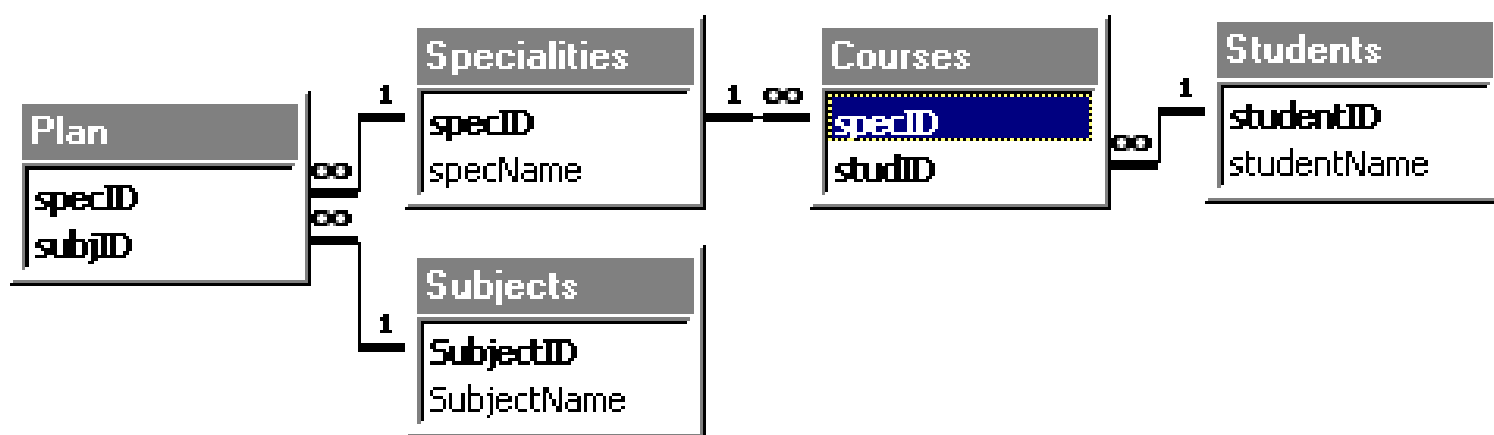 Plan
specID
subjID
1
∞
∞
1
Specialities
specID
specName
Subjects
SubjectID
SubjectName
1 ∞
Courses
specID
studID
1
∞
Students
studentID
studentName